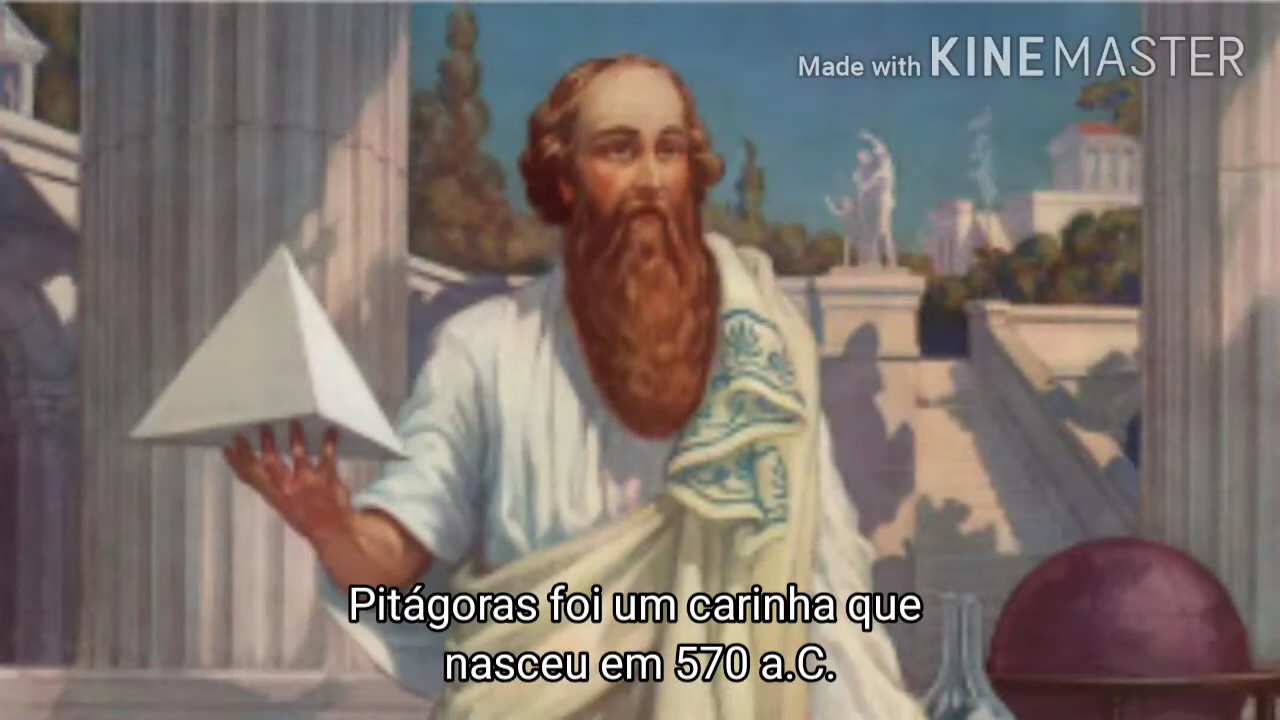 Made with KINEMASTER
Pitágoras foi um carinha que
nasceu em 570 a.C.